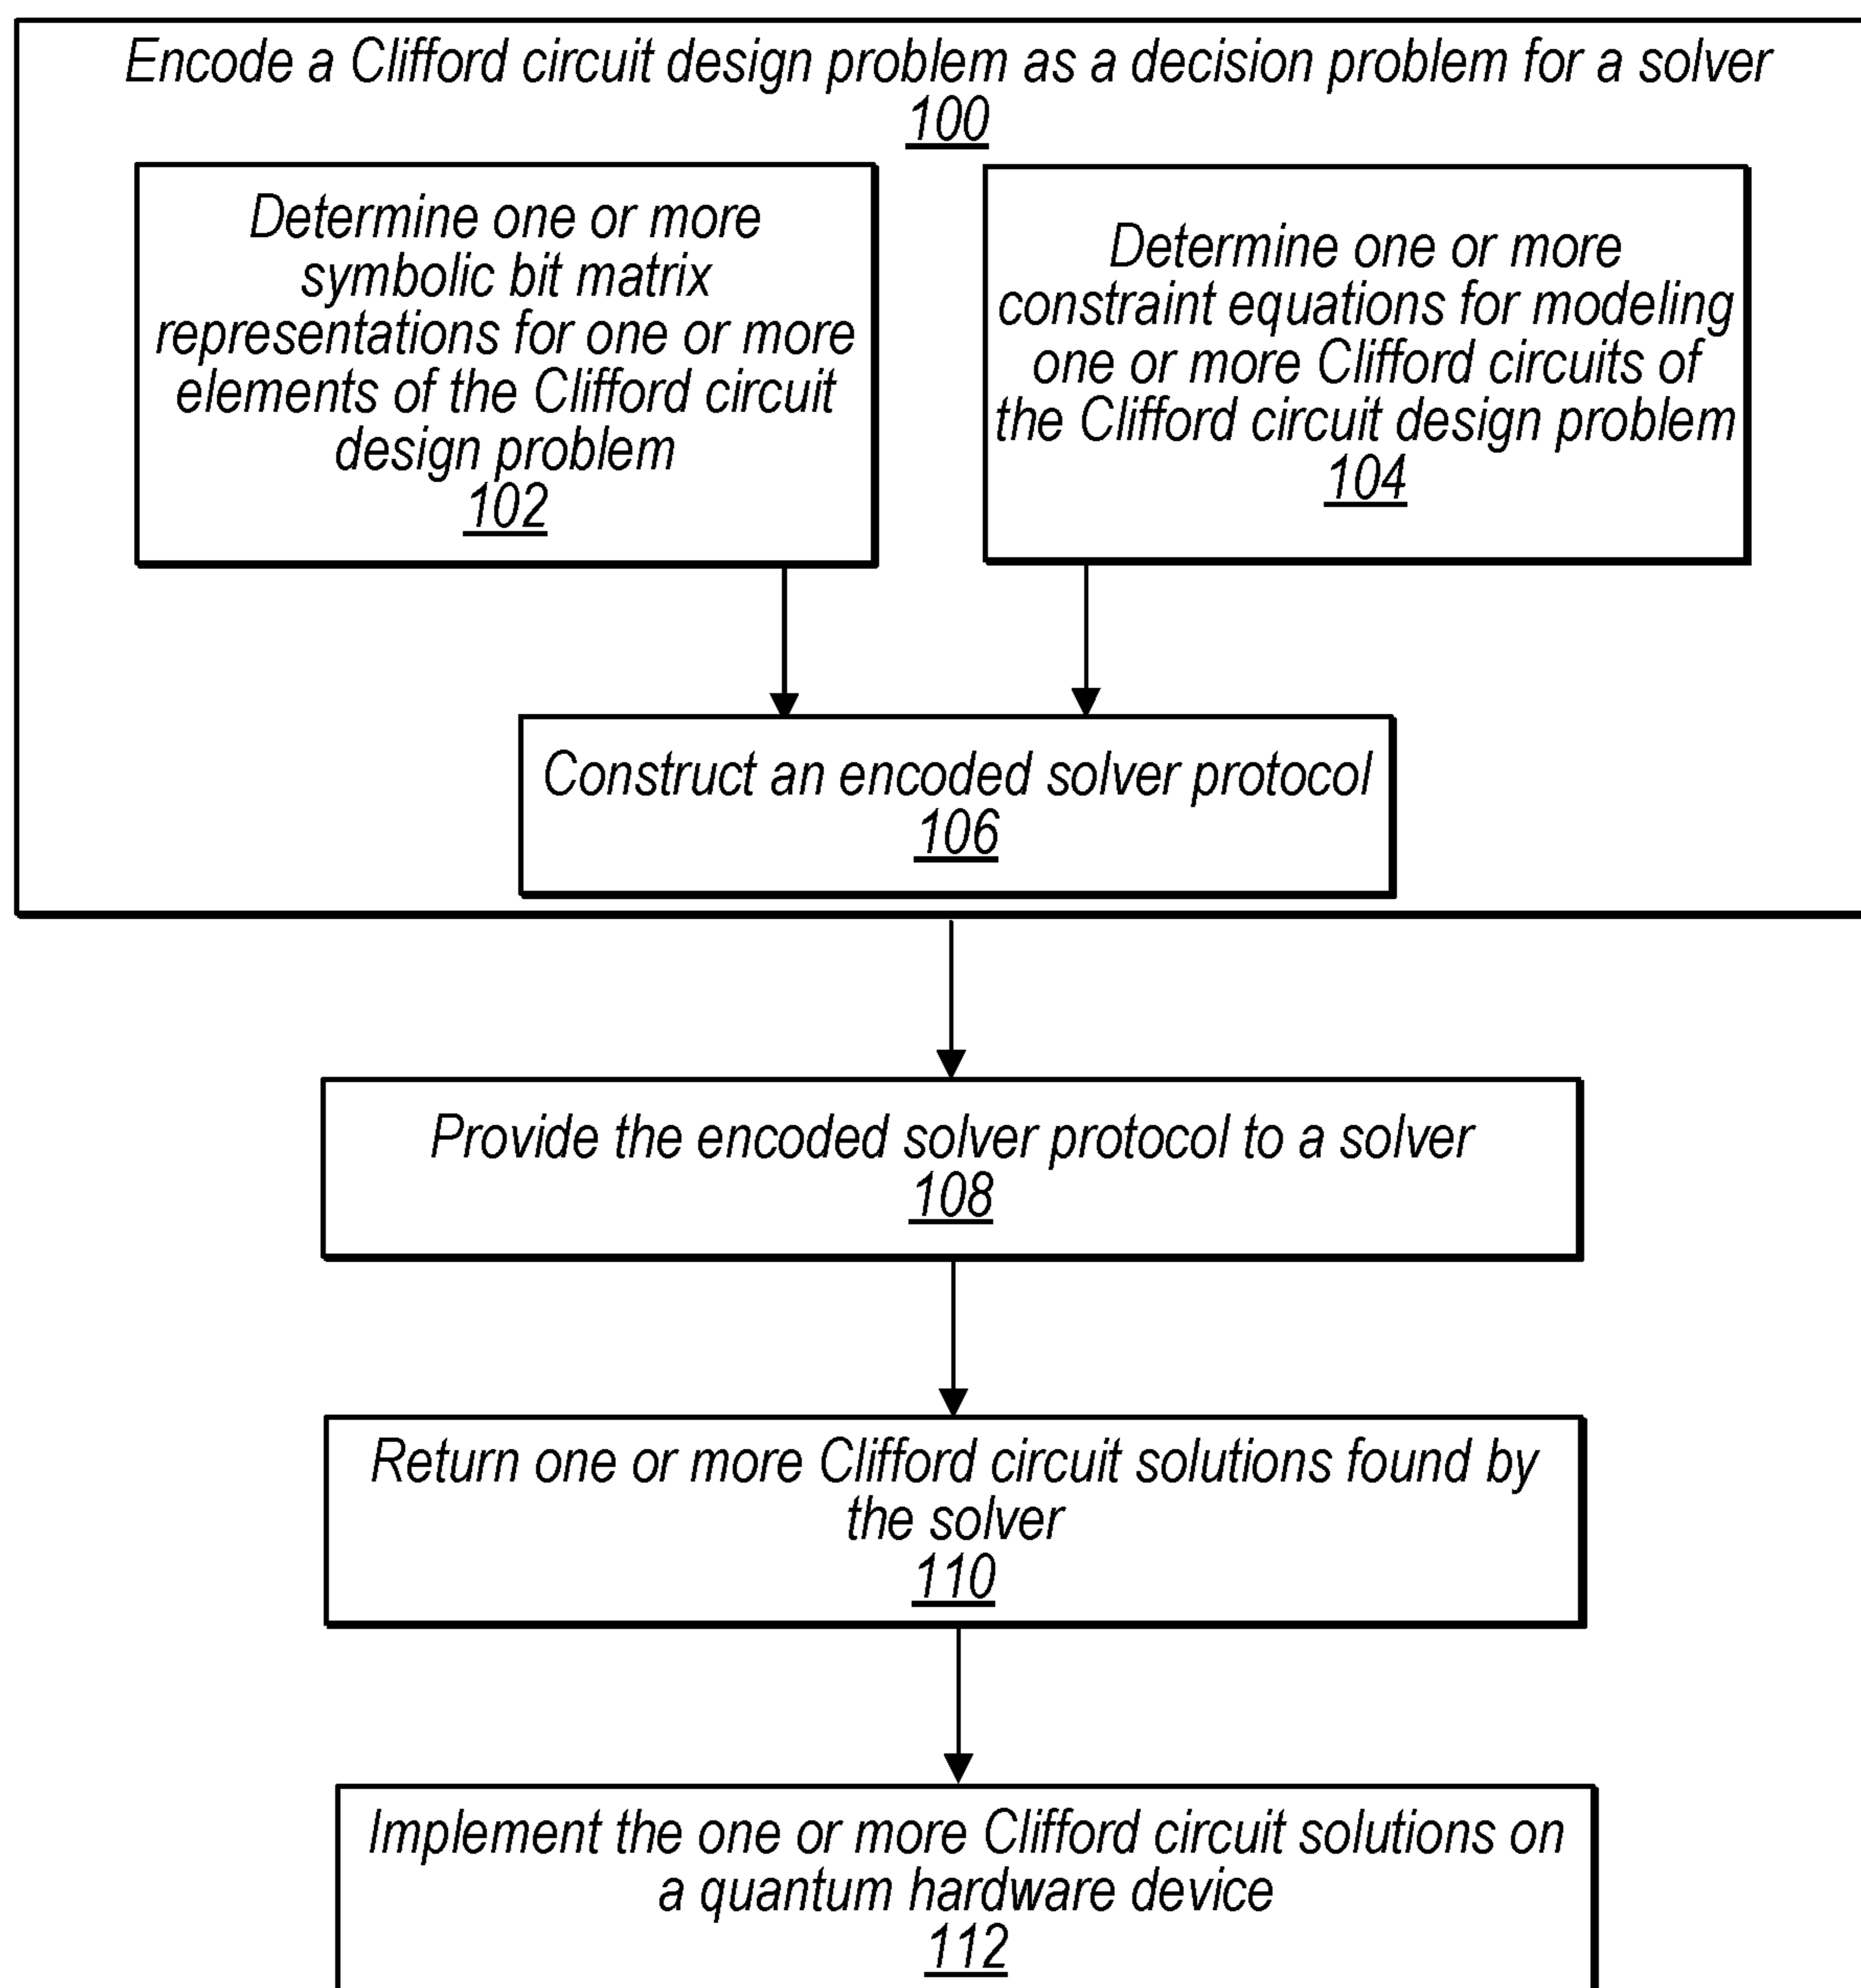 Encode a Clifford circuit design problem as a decision problem for a solver
100
Determine one or more
symbolic bit matrix
representations for one or more
elements of the Clifford circuit
design problem
102
Determine one or more
constraint equations for modeling
one or more Clifford circuits of
the Clifford circuit design problem
104
Construct an encoded solver protocol
106
Provide the encoded solver protocol to a solver
108
Return one or more Clifford circuit solutions found by
the solver
110
Implement the one or more Clifford circuit solutions on
a quantum hardware device
112